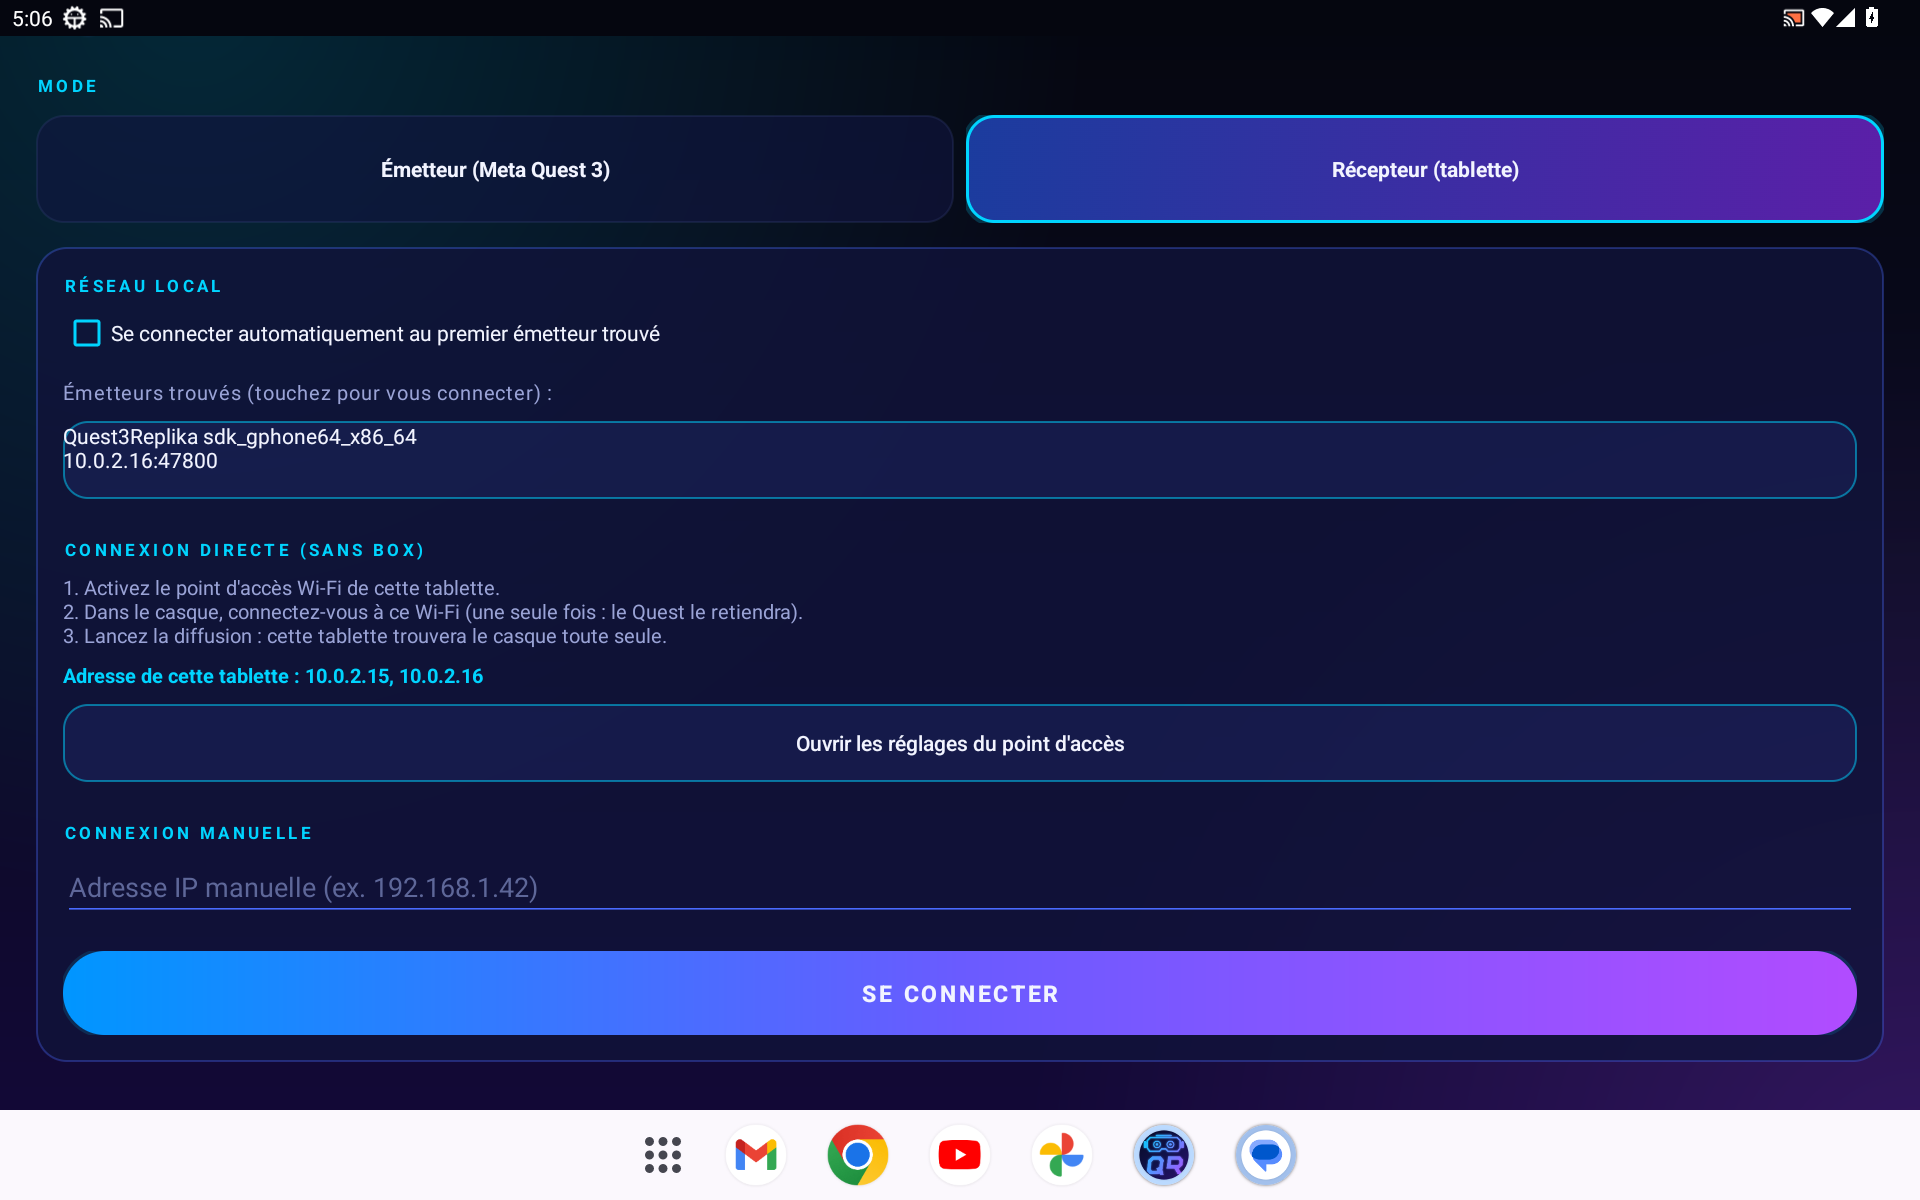 5:06
MODE
Émetteur (Meta Quest 3)
Récepteur (tablette)
RÉSEAU LOCAL
Se connecter automatiquement au premier émetteur trouvé
Émetteurs trouvés (touchez pour vous connecter) :
Quest3Replika sdk_gphone64_x86_64
10.0.2.16:47800
CONNEXION DIRECTE (SANS BOX)
1. Activez le point d'accès Wi-Fi de cette tablette.
2. Dans le casque, connectez-vous à ce Wi-Fi (une seule fois : le Quest le retiendra).
3. Lancez la diffusion : cette tablette trouvera le casque toute seule.
Adresse de cette tablette : 10.0.2.15, 10.0.2.16
Ouvrir les réglages du point d'accès
CONNEXION MANUELLE
Adresse IP manuelle (ex. 192.168.1.42)
SE CONNECTER
QR